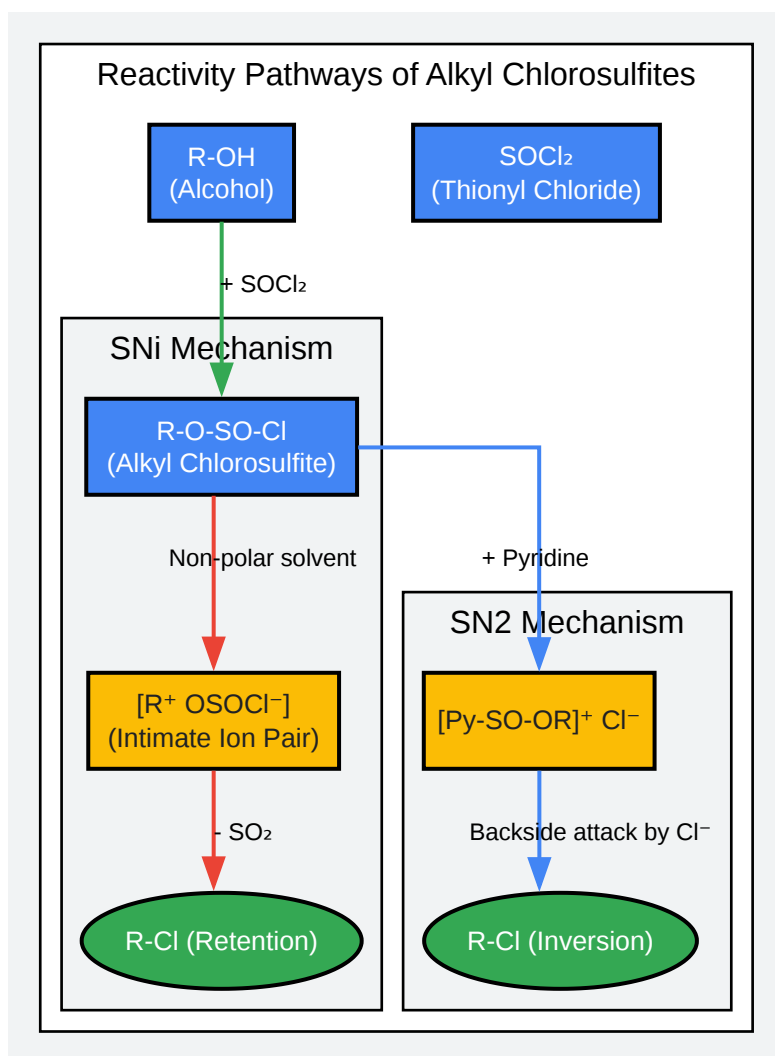 Reactivity Pathways of Alkyl Chlorosulfites
R-OH
(Alcohol)
SOCl₂
(Thionyl Chloride)
+ SOCl₂
SNi Mechanism
R-O-SO-Cl
(Alkyl Chlorosulfite)
Non-polar solvent
+ Pyridine
SN2 Mechanism
[R⁺ OSOCl⁻]
(Intimate Ion Pair)
[Py-SO-OR]⁺ Cl⁻
- SO₂
Backside attack by Cl⁻
R-Cl (Retention)
R-Cl (Inversion)